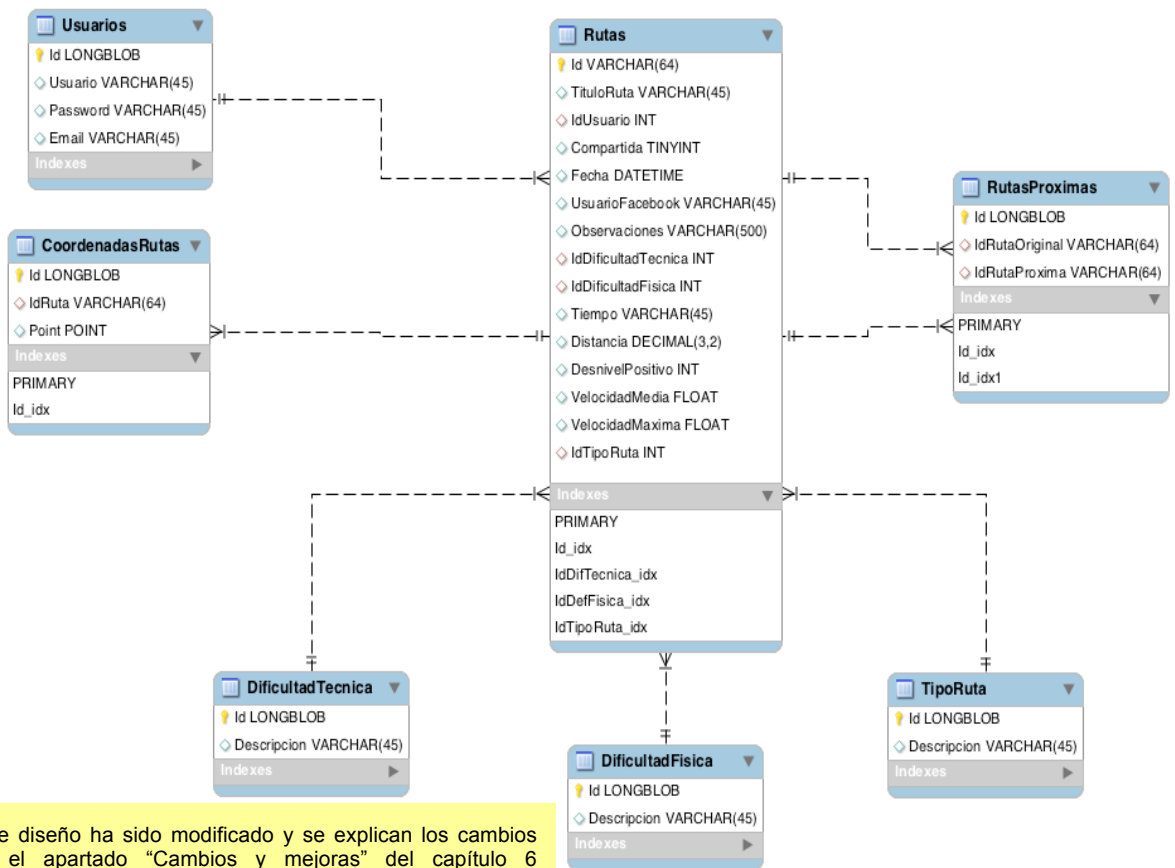 Usuarios
Id LONGBLOB
Usuario VARCHAR(45)
Password VARCHAR(45)
Email VARCHAR(45)
Indexes
CoordenadasRutas
Id LONGBLOB
IdRuta VARCHAR(64)
Point POINT
Indexes
PRIMARY
Id_idx
Rutas
Id VARCHAR(64)
TituloRuta VARCHAR(45)
IdUsuario INT
Compartida TINYINT
Fecha DATETIME
UsuarioFacebook VARCHAR(45)
Observaciones VARCHAR(500)
IdDificultadTecnica INT
IdDificultadFisica INT
Tiempo VARCHAR(45)
Distancia DECIMAL(3,2)
DesnivelPositivo INT
VelocidadMedia FLOAT
VelocidadMaxima FLOAT
IdTipoRuta INT
Indexes
PRIMARY
Id_idx
IdDifTecnica_idx
IdDefFisica_idx
IdTipoRuta_idx
RutasProximas
Id LONGBLOB
IdRutaOriginal VARCHAR(64)
IdRutaProxima VARCHAR(64)
Indexes
PRIMARY
Id_idx
Id_idx1
DificultadTecnica
Id LONGBLOB
Descripcion VARCHAR(45)
Indexes
DificultadFisica
Id LONGBLOB
Descripcion VARCHAR(45)
Indexes
TipoRuta
Id LONGBLOB
Descripcion VARCHAR(45)
Indexes
e diseño ha sido modificado y se explican los cambios
el apartado “Cambios y mejoras” del capítulo 6